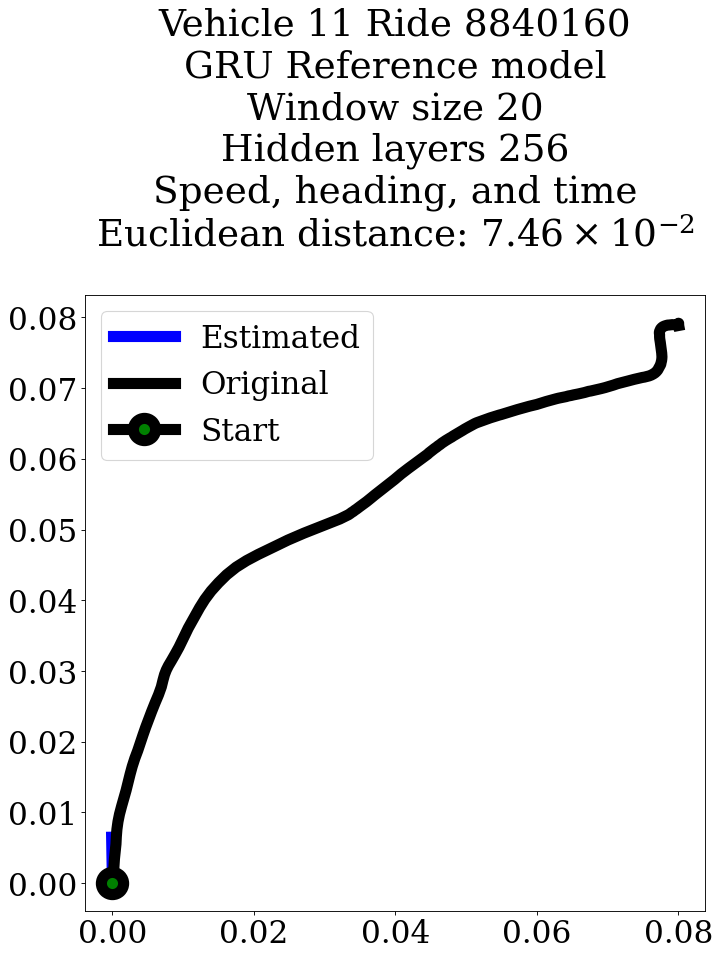 Vehicle 11 Ride 8840160
GRU Reference model
Window size 20
Hidden layers 256
Speed, heading, and time
Euclidean distance: 7.46 × 10⁻²
Estimated
Original
Start
0.08
0.07
0.06
0.05
0.04
0.03
0.02
0.01
0.00
0.00 0.02 0.04 0.06 0.08